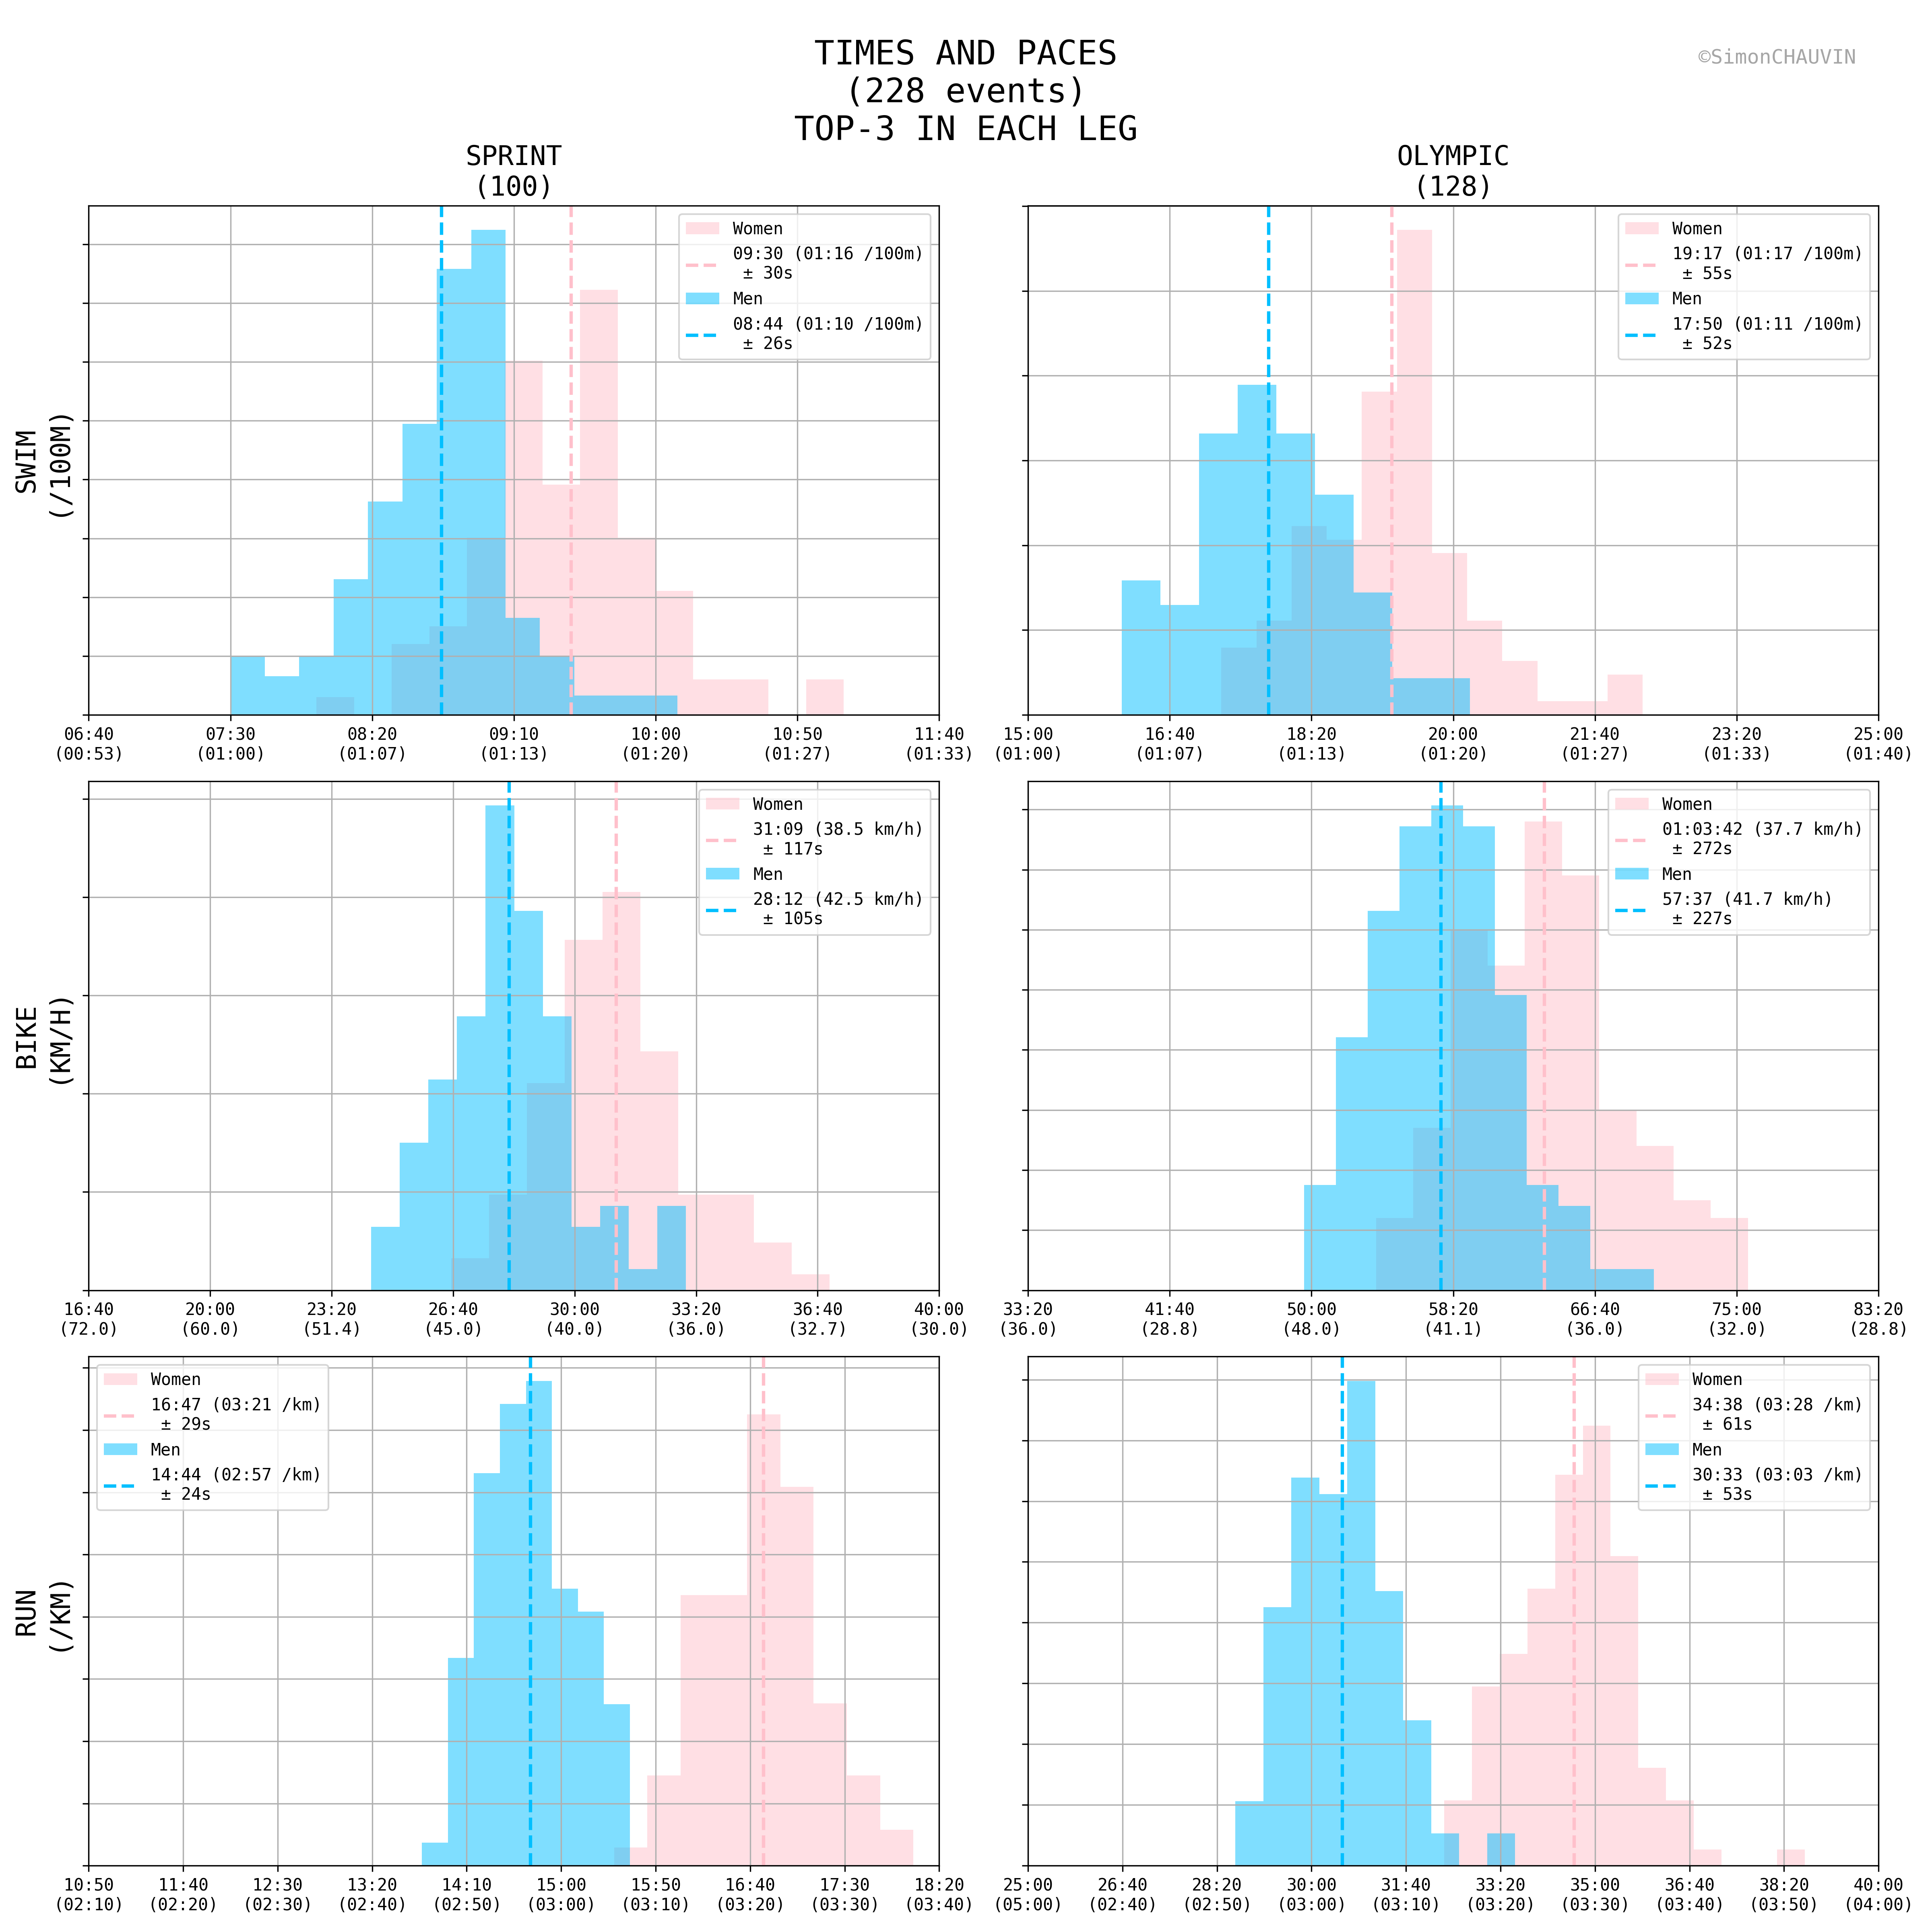 TIMES AND PACES
(228 events)
TOP-3 IN EACH LEG
©SimonCHAUVIN
SPRINT
(100)
OLYMPIC
(128)
SWIM
(/100M)
Women
09:30 (01:16 /100m)
± 30s
Men
08:44 (01:10 /100m)
± 26s
06:40 07:30 08:20 09:10 10:00 10:50 11:40
(00:53) (01:00) (01:07) (01:13) (01:20) (01:27) (01:33)
Women
19:17 (01:17 /100m)
± 55s
Men
17:50 (01:11 /100m)
± 52s
15:00 16:40 18:20 20:00 21:40 23:20 25:00
(01:00) (01:07) (01:13) (01:20) (01:27) (01:33) (01:40)
BIKE
(KM/H)
Women
31:09 (38.5 km/h)
± 117s
Men
28:12 (42.5 km/h)
± 105s
16:40 20:00 23:20 26:40 30:00 33:20 36:40 40:00
(72.0) (60.0) (51.4) (45.0) (40.0) (36.0) (32.7) (30.0)
Women
01:03:42 (37.7 km/h)
± 272s
Men
57:37 (41.7 km/h)
± 227s
33:20 41:40 50:00 58:20 66:40 75:00 83:20
(36.0) (28.8) (48.0) (41.1) (36.0) (32.0) (28.8)
RUN
(/KM)
Women
16:47 (03:21 /km)
± 29s
Men
14:44 (02:57 /km)
± 24s
10:50 11:40 12:30 13:20 14:10 15:00 15:50 16:40 17:30 18:20
(02:10) (02:20) (02:30) (02:40) (02:50) (03:00) (03:10) (03:20) (03:30) (03:40)
Women
34:38 (03:28 /km)
± 61s
Men
30:33 (03:03 /km)
± 53s
25:00 26:40 28:20 30:00 31:40 33:20 35:00 36:40 38:20 40:00
(05:00) (02:40) (02:50) (03:00) (03:10) (03:20) (03:30) (03:40) (03:50) (04:00)